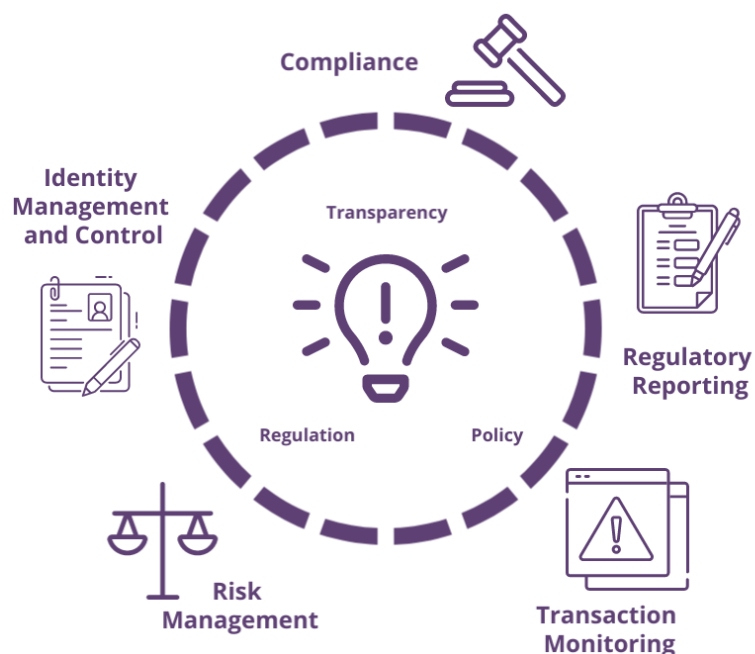 Compliance
Identity
Management
and Control
Transparency
Regulatory
Reporting
Regulation
Policy
Risk
Management
Transaction
Monitoring